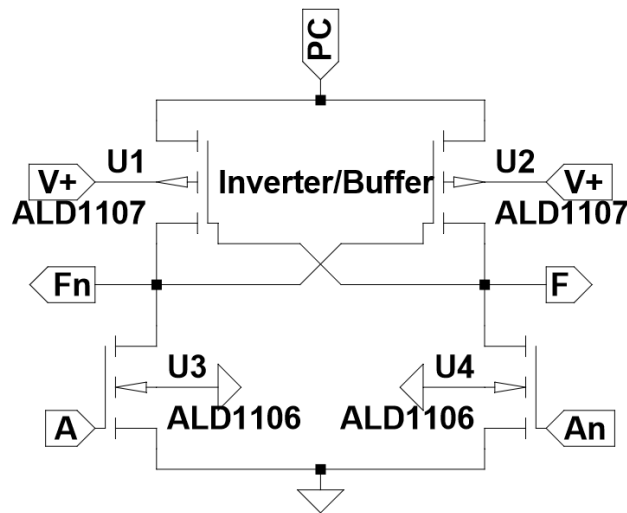 PC
U1
U2
V+
Inverter/Buffer
V+
ALD1107
ALD1107
Fn
F
U3
U4
ALD1106
ALD1106
A
An